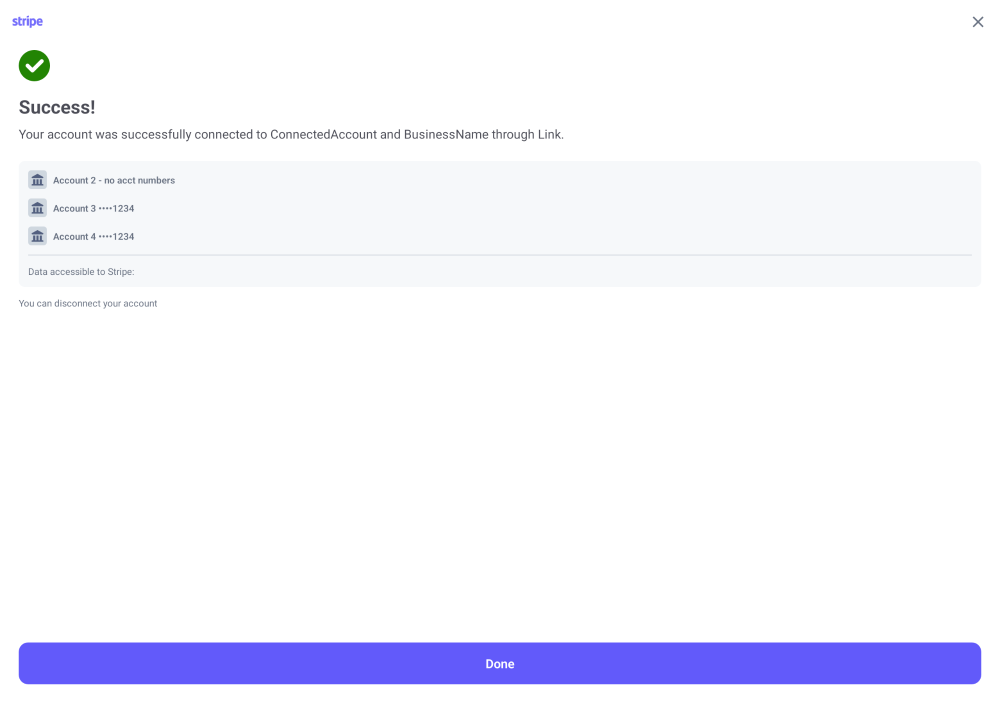 stripe
Success!
Your account was successfully connected to ConnectedAccount and BusinessName through Link.
Account 2 - no acct numbers
Account 3 ••••1234
Account 4 ••••1234
Data accessible to Stripe:
You can disconnect your account
Done